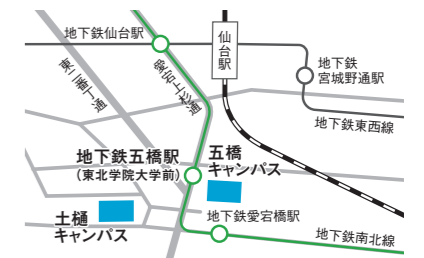 地下鉄仙台駅
仙台駅
地下鉄
宮城野通駅
東二番丁通
愛宕上杉通
地下鉄東西線
地下鉄五橋駅
(東北学院大学前)
五橋
キャンパス
土樋
キャンパス
地下鉄愛宕橋駅
地下鉄南北線